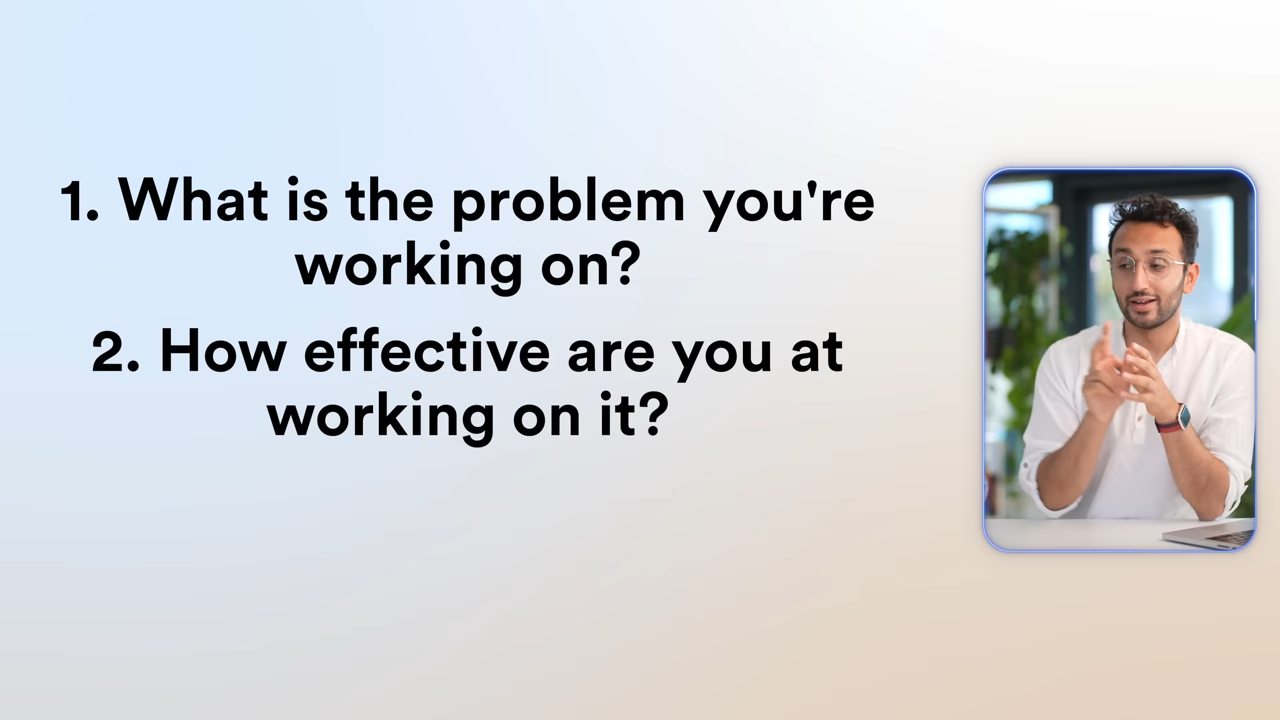 1. What is the problem you're
working on?
2. How effective are you at
working on it?